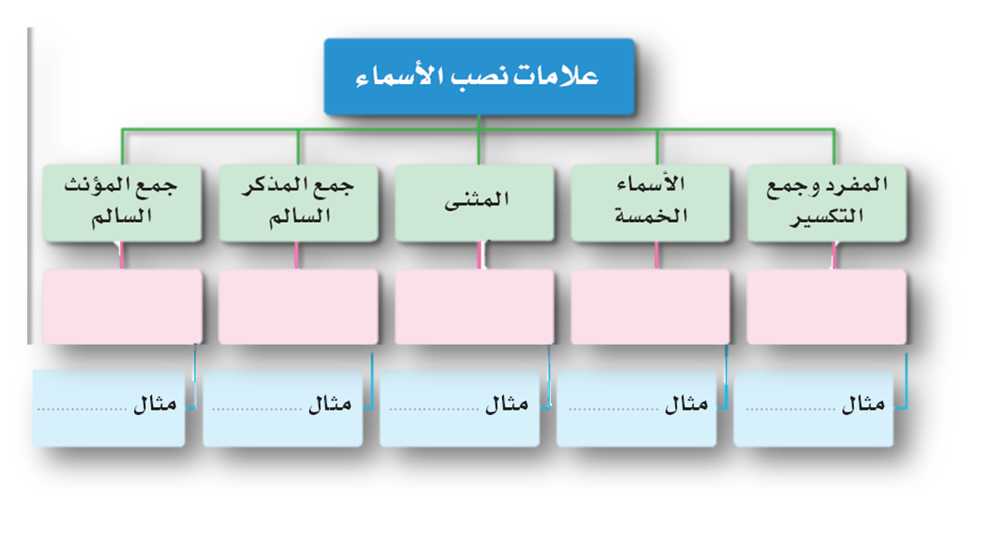 علامات نصب الأسماء
المفرد وجمع
التكسير
الأسماء
الخمسة
المثنى
جمع المذكر
السالم
جمع المؤنث
السالم
مثال ....................
مثال ....................
مثال ....................
مثال ....................
مثال ....................